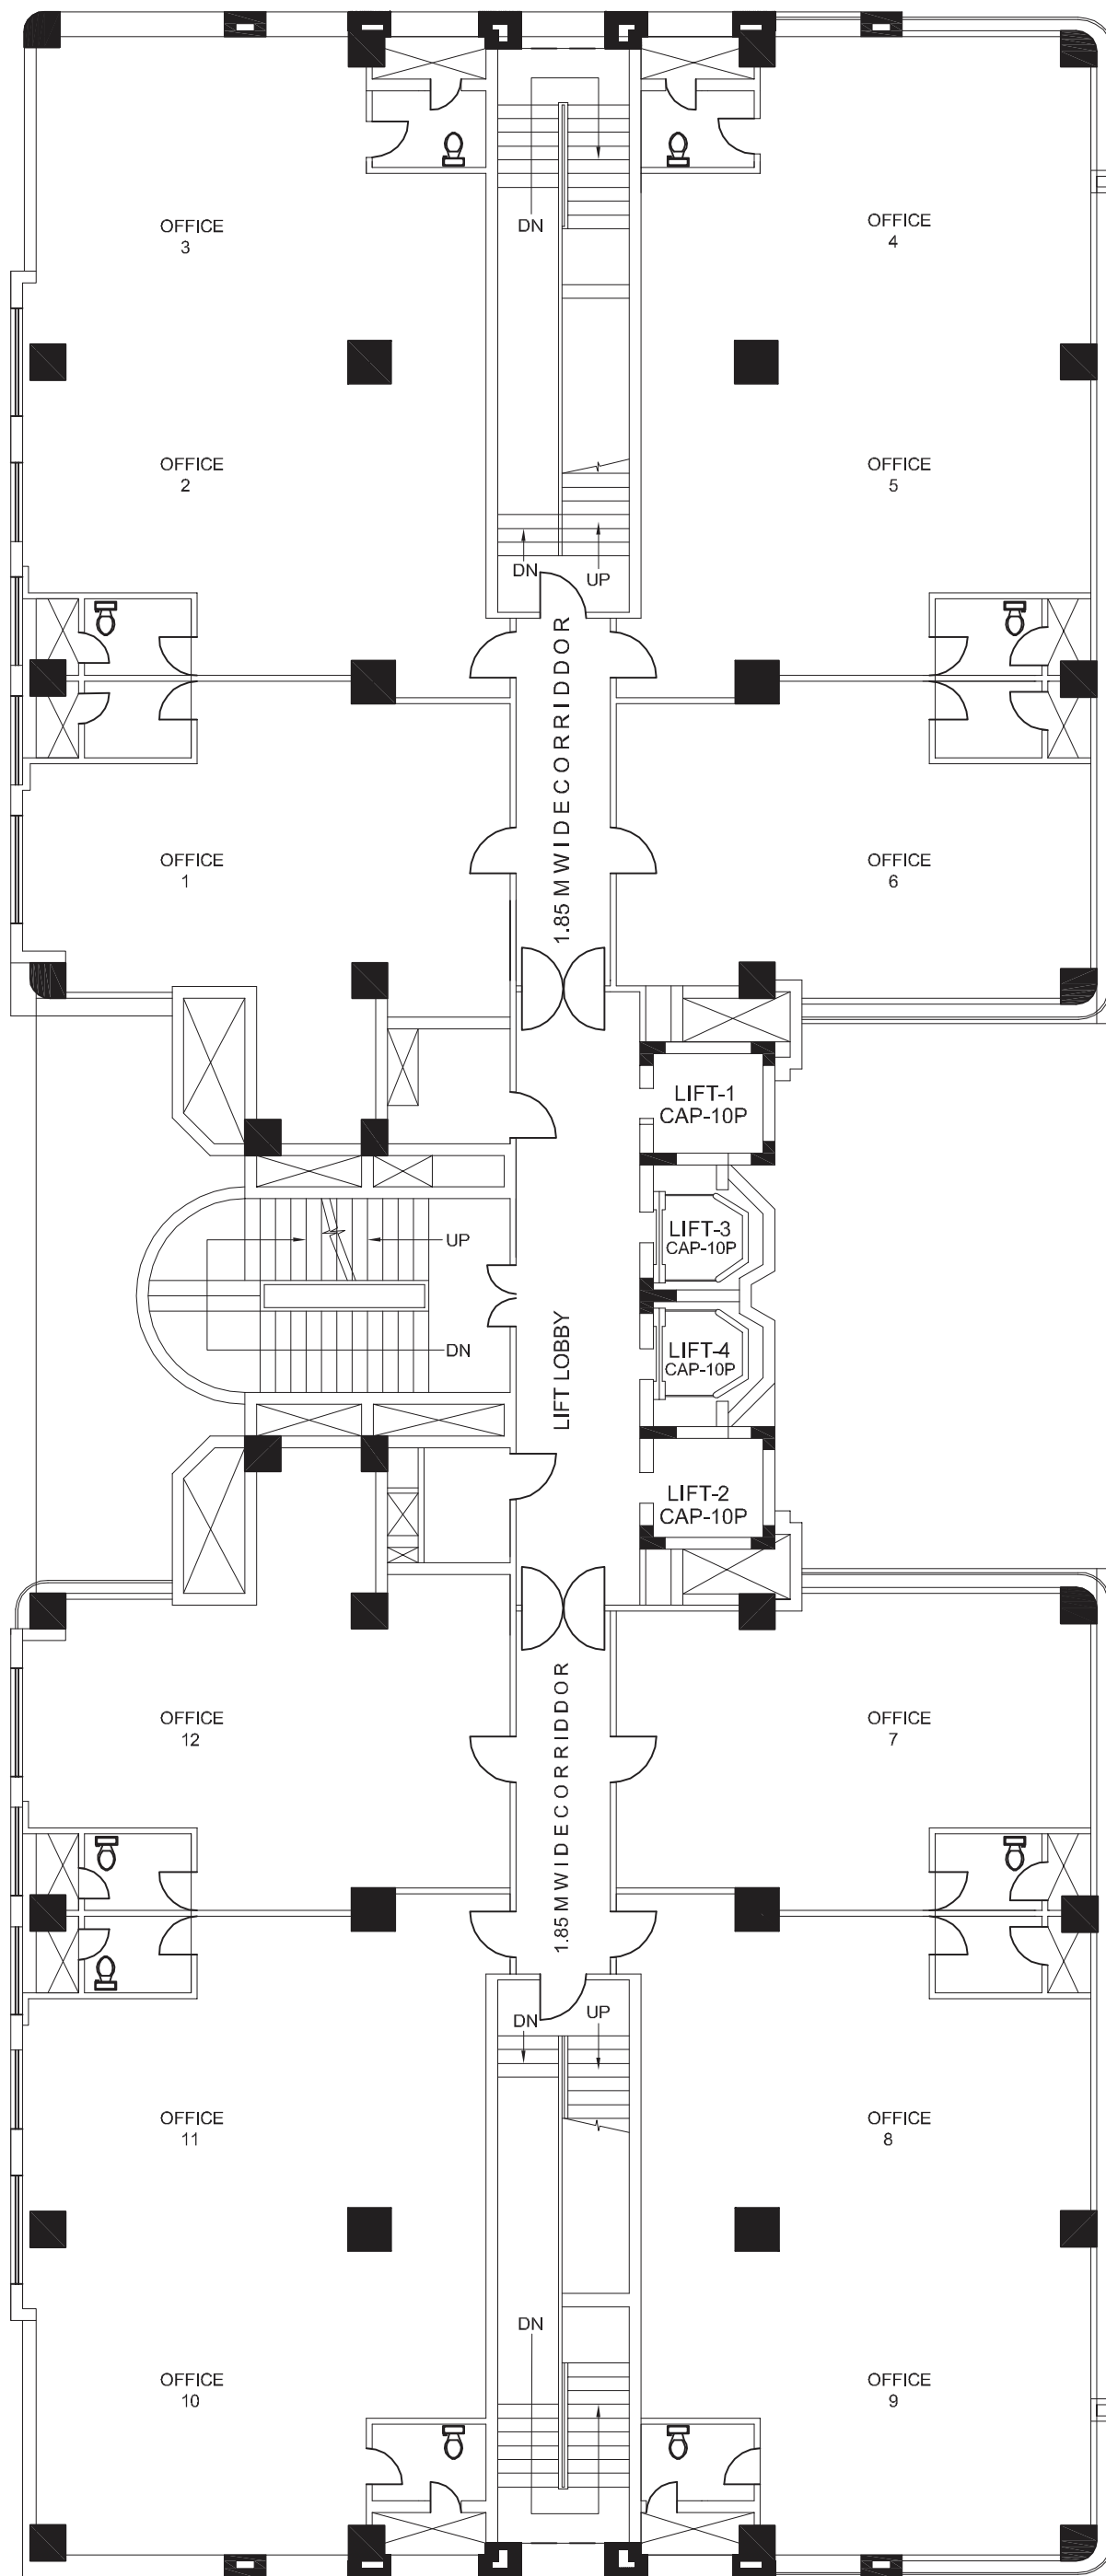 DN
OFFICE
3
OFFICE
4
OFFICE
2
OFFICE
5
DN
UP
1.85 M WIDE CORRIDDOR
OFFICE
1
OFFICE
6
LIFT-1
CAP-10P
LIFT-3
CAP-10P
UP
DN
LIFT LOBBY
LIFT-4
CAP-10P
LIFT-2
CAP-10P
OFFICE
12
OFFICE
7
1.85 M WIDE CORRIDDOR
DN
UP
OFFICE
11
OFFICE
8
DN
OFFICE
10
OFFICE
9